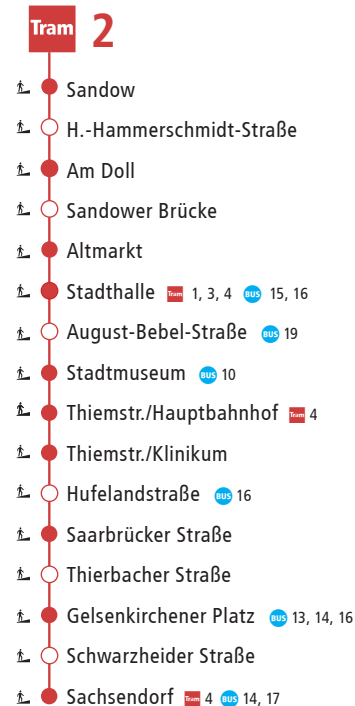 Tram 2
Sandow
H.-Hammerschmidt-Straße
Am Doll
Sandower Brücke
Altmarkt
Stadthalle Tram 1, 3, 4 BUS 15, 16
August-Bebel-Straße BUS 19
Stadtmuseum BUS 10
Thiemstr./Hauptbahnhof Tram 4
Thiemstr./Klinikum
Hufelandstraße BUS 16
Saarbrücker Straße
Thierbacher Straße
Gelsenkirchener Platz BUS 13, 14, 16
Schwarzheider Straße
Sachsendorf Tram 4 BUS 14, 17